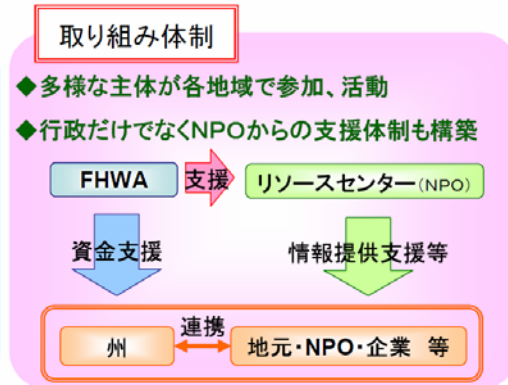 取り組み体制
◆多様な主体が各地域で参加、活動
◆行政だけでなくNPOからの支援体制も構築
FHWA 支援 リソースセンター(NPO)
資金支援 情報提供支援等
州 連携 地元・NPO・企業 等